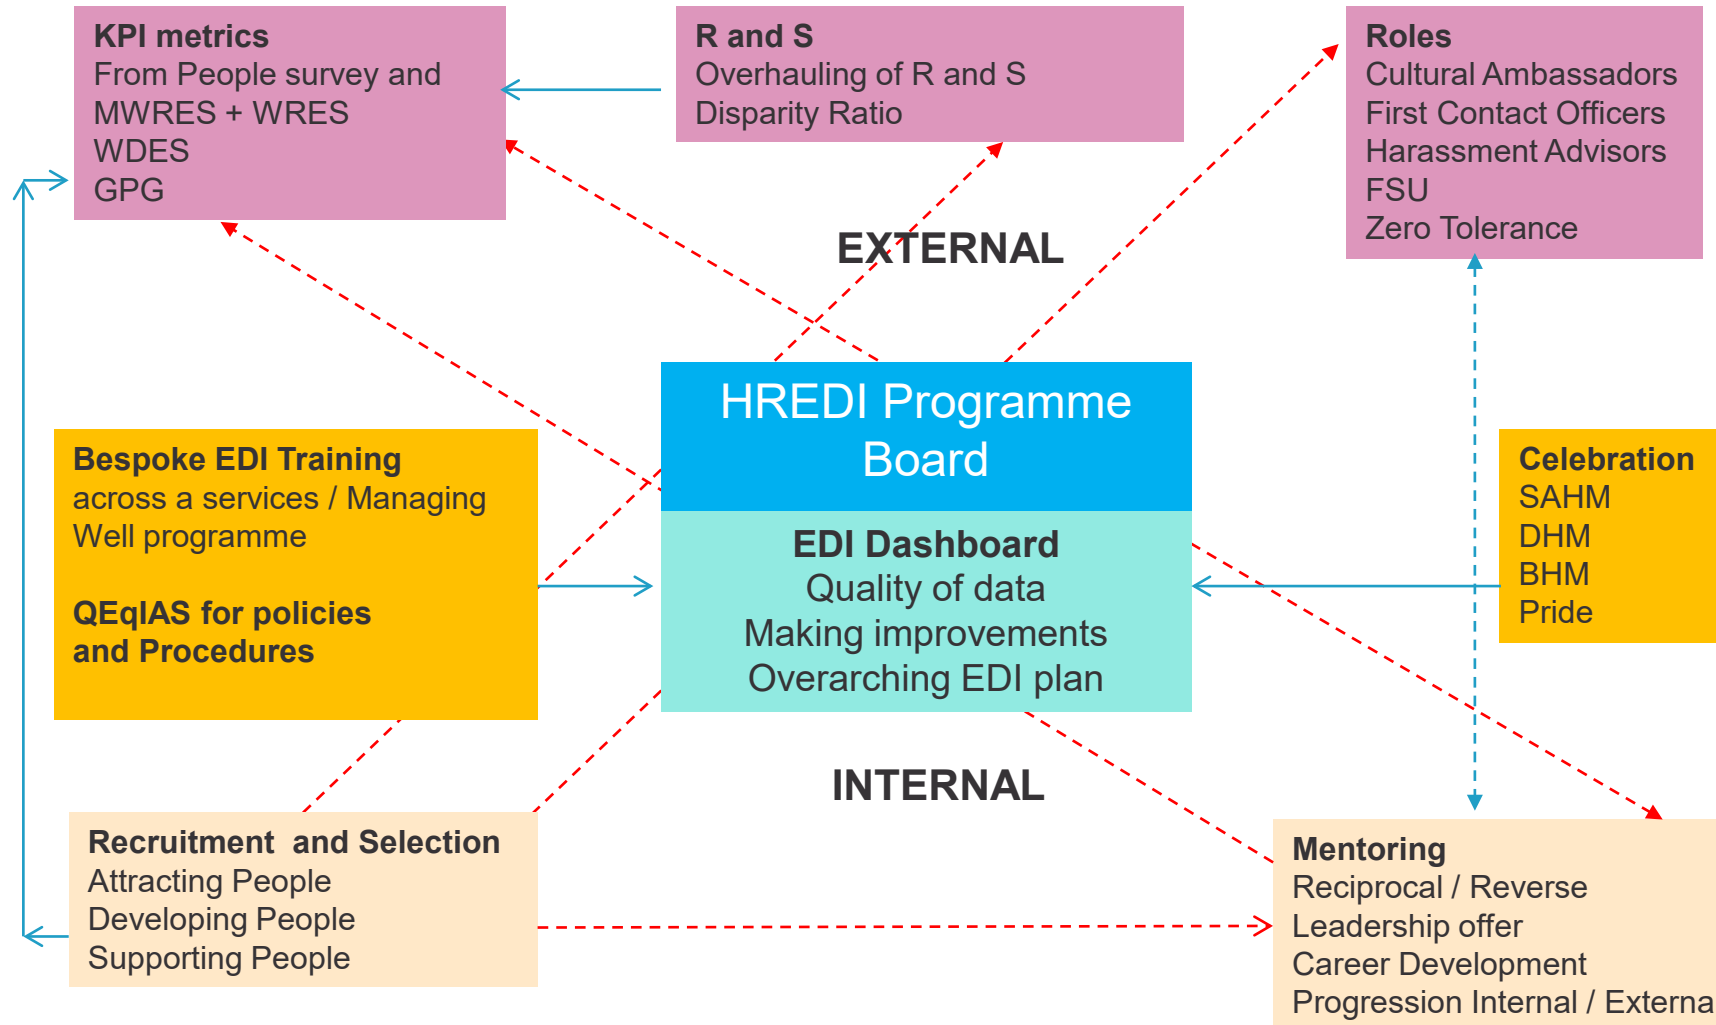 KPI metrics
From People survey and
MWRES + WRES
WDES
GPG
R and S
Overhauling of R and S
Disparity Ratio
Roles
Cultural Ambassadors
First Contact Officers
Harassment Advisors
FSU
Zero Tolerance
EXTERNAL
HREDI Programme
Board
EDI Dashboard
Quality of data
Making improvements
Overarching EDI plan
Bespoke EDI Training
across a services / Managing
Well programme
QEqIAS for policies
and Procedures
Celebration
SAHM
DHM
BHM
Pride
INTERNAL
Recruitment  and Selection
Attracting People
Developing People
Supporting People
Mentoring
Reciprocal / Reverse
Leadership offer
Career Development
Progression Internal / Externa